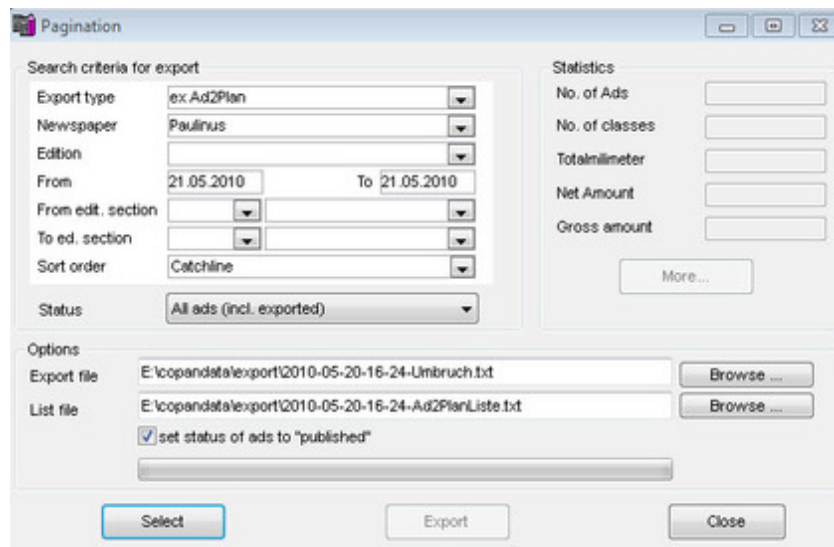 Pagination
Search criteria for export
Export type ex Ad2Plan
Newspaper Paulinus
Edition
From 21.05.2010 To 21.05.2010
From edit. section
To ed. section
Sort order Catchline
Status All ads (incl. exported)
Statistics
No. of Ads
No. of classes
Totalmilimeter
Net Amount
Gross amount
More...
Options
Export file E:\copandata\export\2010-05-20-16-24-Umbruch.txt Browse ...
List file E:\copandata\export\2010-05-20-16-24-Ad2PlanListe.txt Browse ...
set status of ads to "published"
Select Export Close